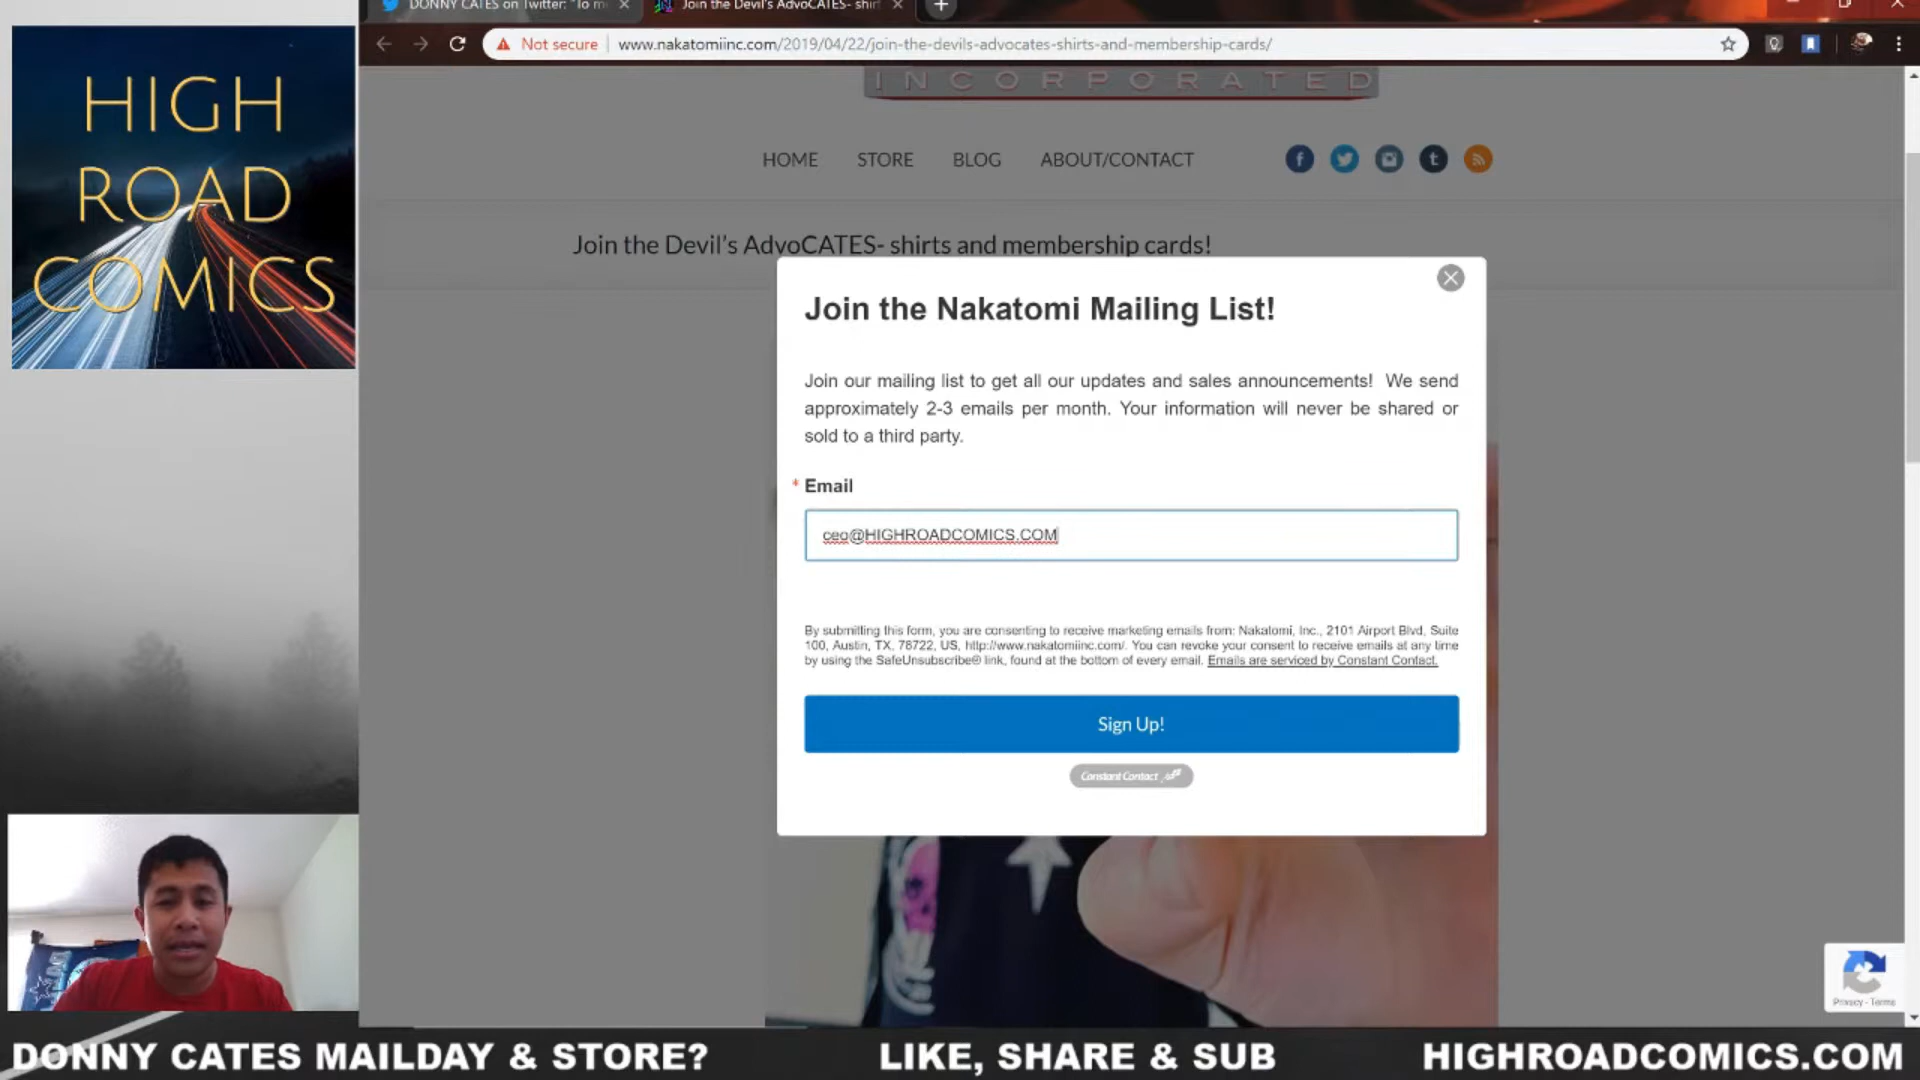 DONNY CATES on Twitter: "To m
Join the Devil's AdvoCATES- shirt
Not secure
www.nakatomiinc.com/2019/04/22/join-the-devils-advocates-shirts-and-membership-cards/
HIGH
ROAD
COMICS
INCORPORATED
HOME STORE BLOG ABOUT/CONTACT
Join the Devil's AdvoCATES- shirts and membership cards!
Join the Nakatomi Mailing List!
Join our mailing list to get all our updates and sales announcements! We send
approximately 2-3 emails per month. Your information will never be shared or
sold to a third party.
* Email
ceo@HIGHROADCOMICS.COM
By submitting this form, you are consenting to receive marketing emails from: Nakatomi, Inc., 2101 Airport Blvd, Suite
100, Austin, TX, 78722, US, http://www.nakatomiinc.com/. You can revoke your consent to receive emails at any time
by using the SafeUnsubscribe® link, found at the bottom of every email. Emails are serviced by Constant Contact.
Sign Up!
Constant Contact
Privacy - Terms
DONNY CATES MAILDAY & STORE? LIKE, SHARE & SUB HIGHROADCOMICS.COM